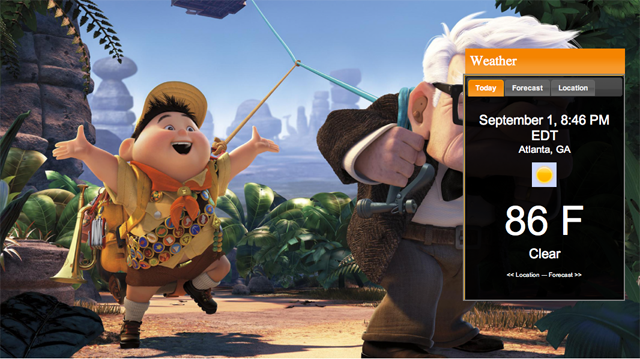 Weather
Today Forecast Location
September 1, 8:46 PM
EDT
Atlanta, GA
86 F
Clear
<< Location --- Forecast >>